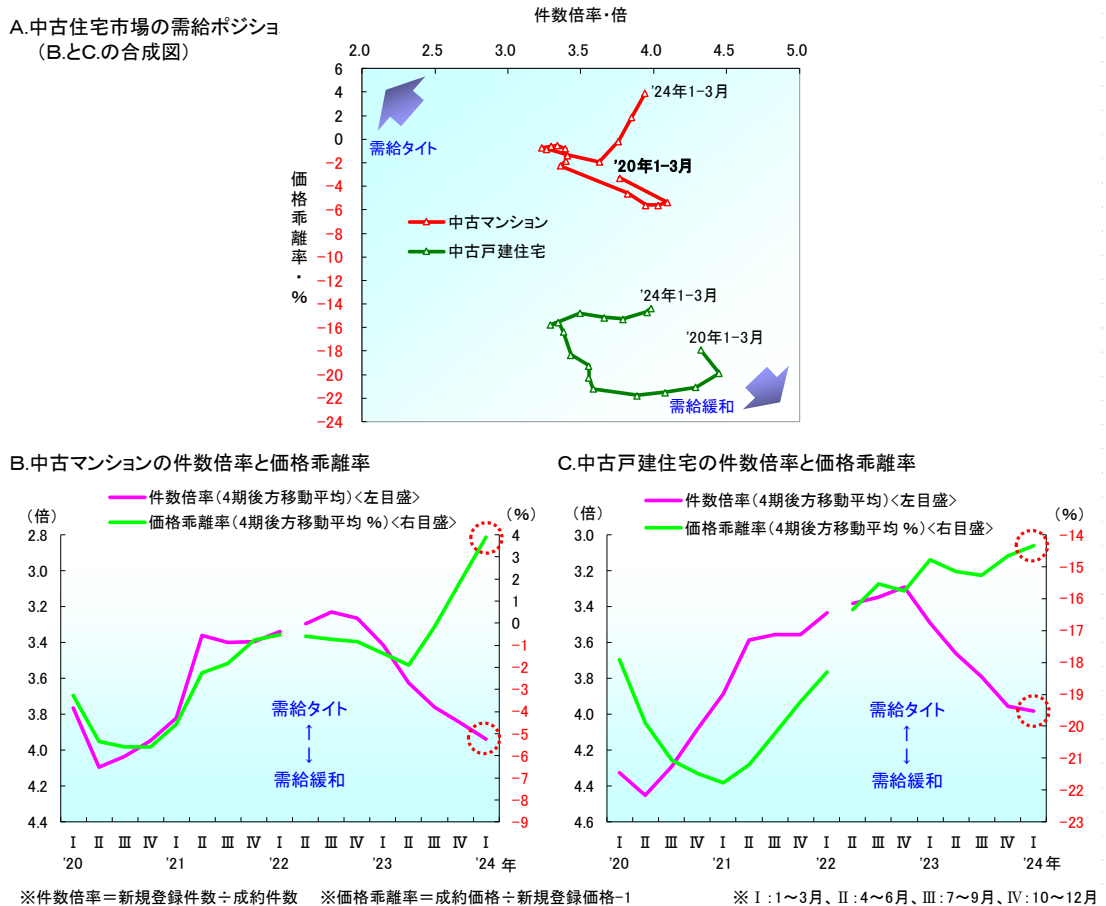 A.中古住宅市場の需給ポジショ
（B.とC.の合成図）
件数倍率・倍
2.0 3.0 2.5 3.0 3.5 4.0 4.5 5.0
6
4
2
0
-2
-4
-6
-8
-10
-12
-14
-16
-18
-20
-22
-24
価格乖離率・%
需給タイト
'24年1-3月
'20年1-3月
中古マンション
中古戸建住宅
'24年1-3月
'20年1-3月
需給緩和
B.中古マンションの件数倍率と価格乖離率
件数倍率（4期後方移動平均）<左目盛>
価格乖離率（4期後方移動平均 %）<右目盛>
（倍）
（%）
2.8
3.0
3.2
3.4
3.6
3.8
4.0
4.2
4.4
4
3
2
1
0
-1
-2
-3
-4
-5
-6
-7
-8
-9
需給タイト
↑
↓
需給緩和
Ⅰ Ⅱ Ⅲ Ⅳ Ⅰ Ⅱ Ⅲ Ⅳ Ⅰ Ⅱ Ⅲ Ⅳ Ⅰ Ⅱ Ⅲ Ⅳ Ⅰ
'20 '21 '22 '23 '24 年
C.中古戸建住宅の件数倍率と価格乖離率
件数倍率（4期後方移動平均）<左目盛>
価格乖離率（4期後方移動平均 %）<右目盛>
（倍）
（%）
3.0
3.2
3.4
3.6
3.8
4.0
4.2
4.4
4.6
-14
-15
-16
-17
-18
-19
-20
-21
-22
-23
需給タイト
↑
↓
需給緩和
Ⅰ Ⅱ Ⅲ Ⅳ Ⅰ Ⅱ Ⅲ Ⅳ Ⅰ Ⅱ Ⅲ Ⅳ Ⅰ Ⅱ Ⅲ Ⅳ Ⅰ
'20 '21 '22 '23 '24年
※件数倍率＝新規登録件数÷成約件数 ※価格乖離率＝成約価格÷新規登録価格-1
※Ⅰ：1～3月、Ⅱ：4～6月、Ⅲ：7～9月、Ⅳ：10～12月